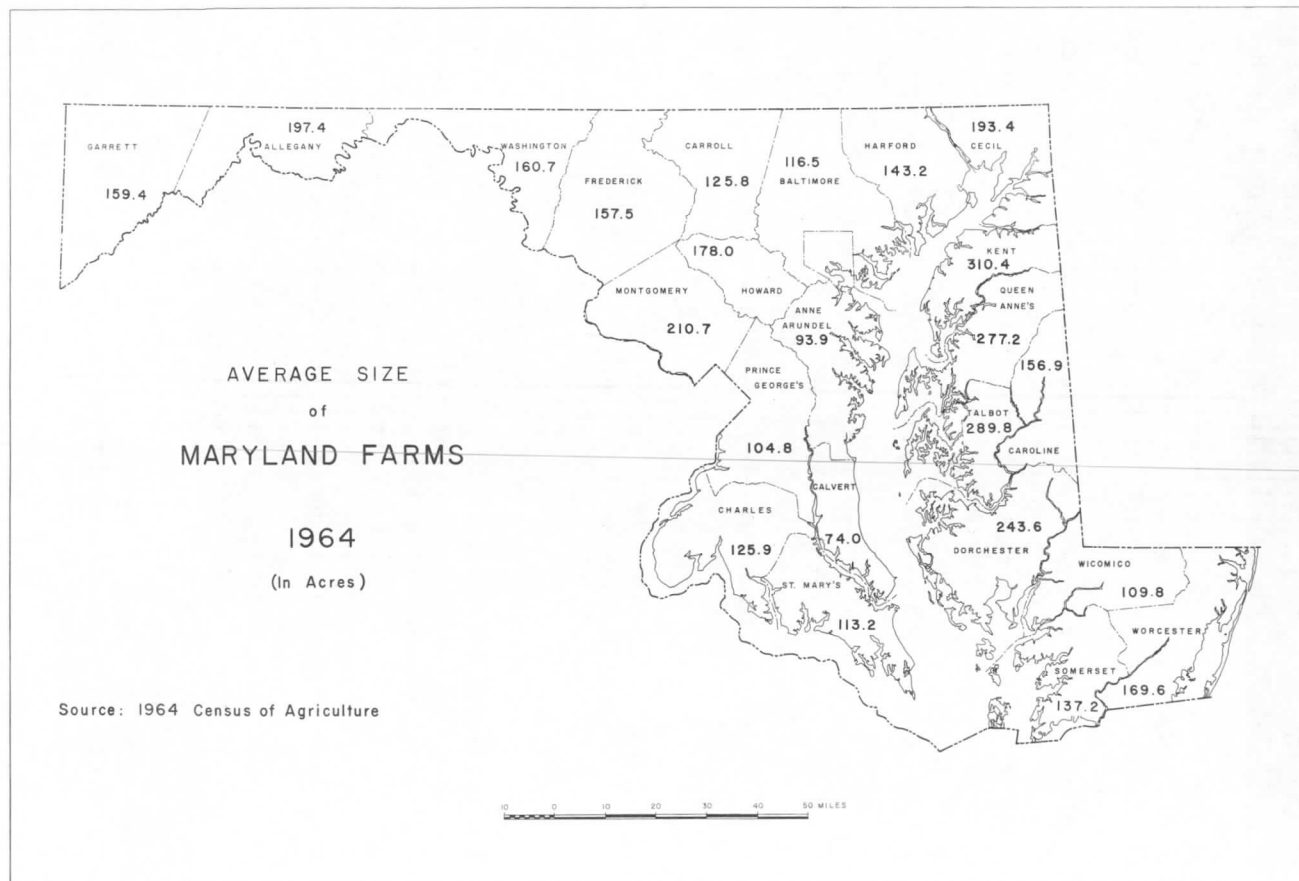 193.4
197.4
GARRETT
ALLEGANY
WASHINGTON
CARROLL
116.5
HARFORD
CECIL
159.4
160.7
FREDERICK
125.8
BALTIMORE
143.2
157.5
178.0
KENT
310.4
MONTGOMERY
HOWARD
QUEEN
ANNE'S
ANNE
ARUNDEL
210.7
93.9
277.2
AVERAGE SIZE
of
MARYLAND FARMS
1964
(In Acres)
PRINCE
GEORGE'S
156.9
TALBOT
289.8
104.8
CAROLINE
CALVERT
CHARLES
243.6
125.9
74.0
DORCHESTER
ST. MARY'S
WICOMICO
109.8
113.2
WORCESTER
SOMERSET
169.6
137.2
Source: 1964 Census of Agriculture
10 0 10 20 30 40 50 MILES